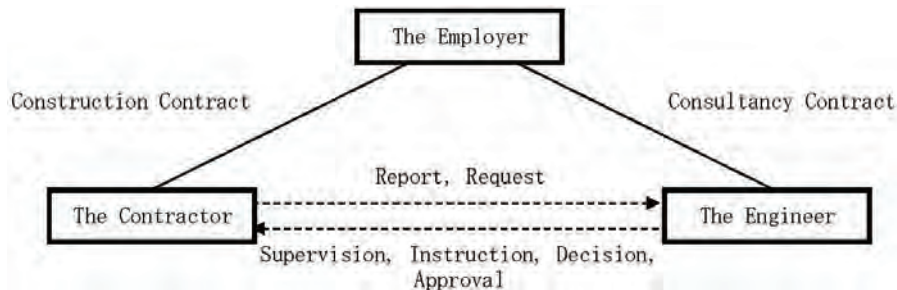 The Employer
Construction Contract
Consultancy Contract
Report, Request
The Contractor
The Engineer
Supervision, Instruction, Decision,
Approval